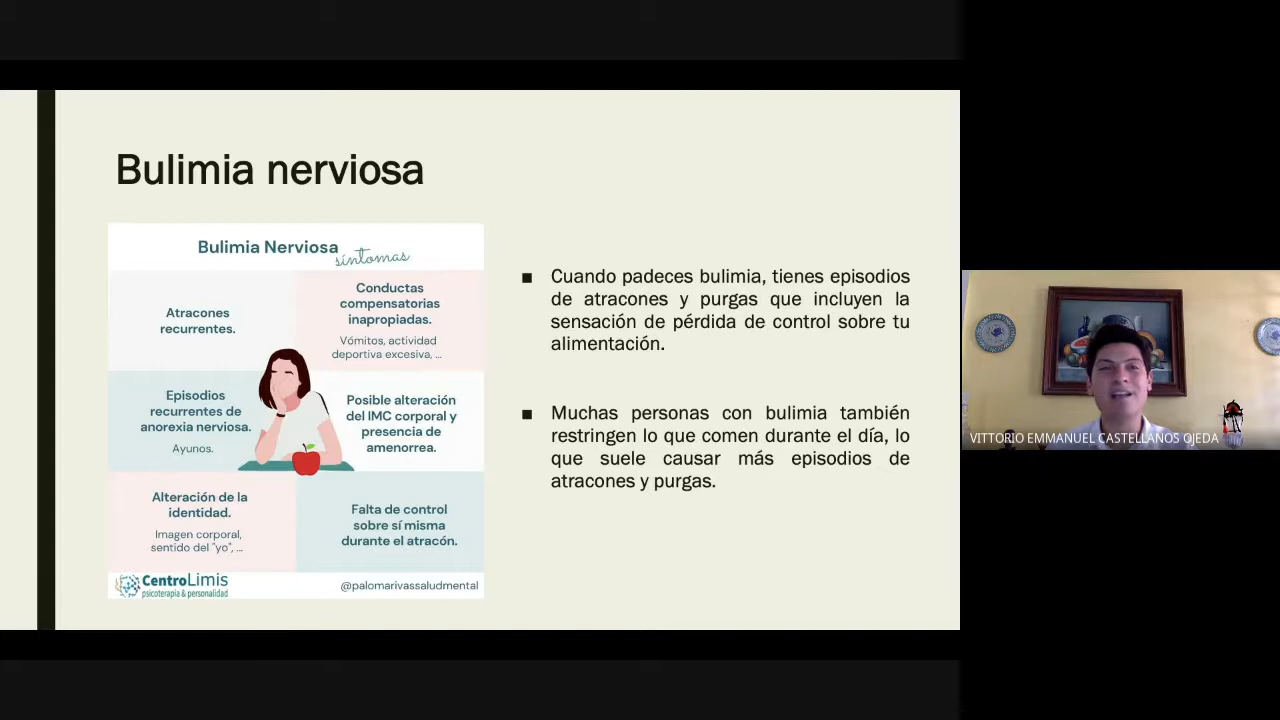 Bulimia nerviosa
Bulimia Nerviosa
síntomas
Atracones
recurrentes.
Conductas
compensatorias
inapropiadas.
Vómitos, actividad
deportiva excesiva, ...
Episodios
recurrentes de
anorexia nerviosa.
Ayunos.
Posible alteración
del IMC corporal y
presencia de
amenorrea.
Alteración de la
identidad.
Imagen corporal,
sentido del "yo", ...
Falta de control
sobre sí misma
durante el atracón.
CentroLimis
psicoterapia & personalidad
@palomarivassaludmental
■ Cuando padeces bulimia, tienes episodios
de atracones y purgas que incluyen la
sensación de pérdida de control sobre tu
alimentación.
■ Muchas personas con bulimia también
restringen lo que comen durante el día, lo
que suele causar más episodios de
atracones y purgas.
VITTORIO EMMANUEL CASTELLANOS OJEDA